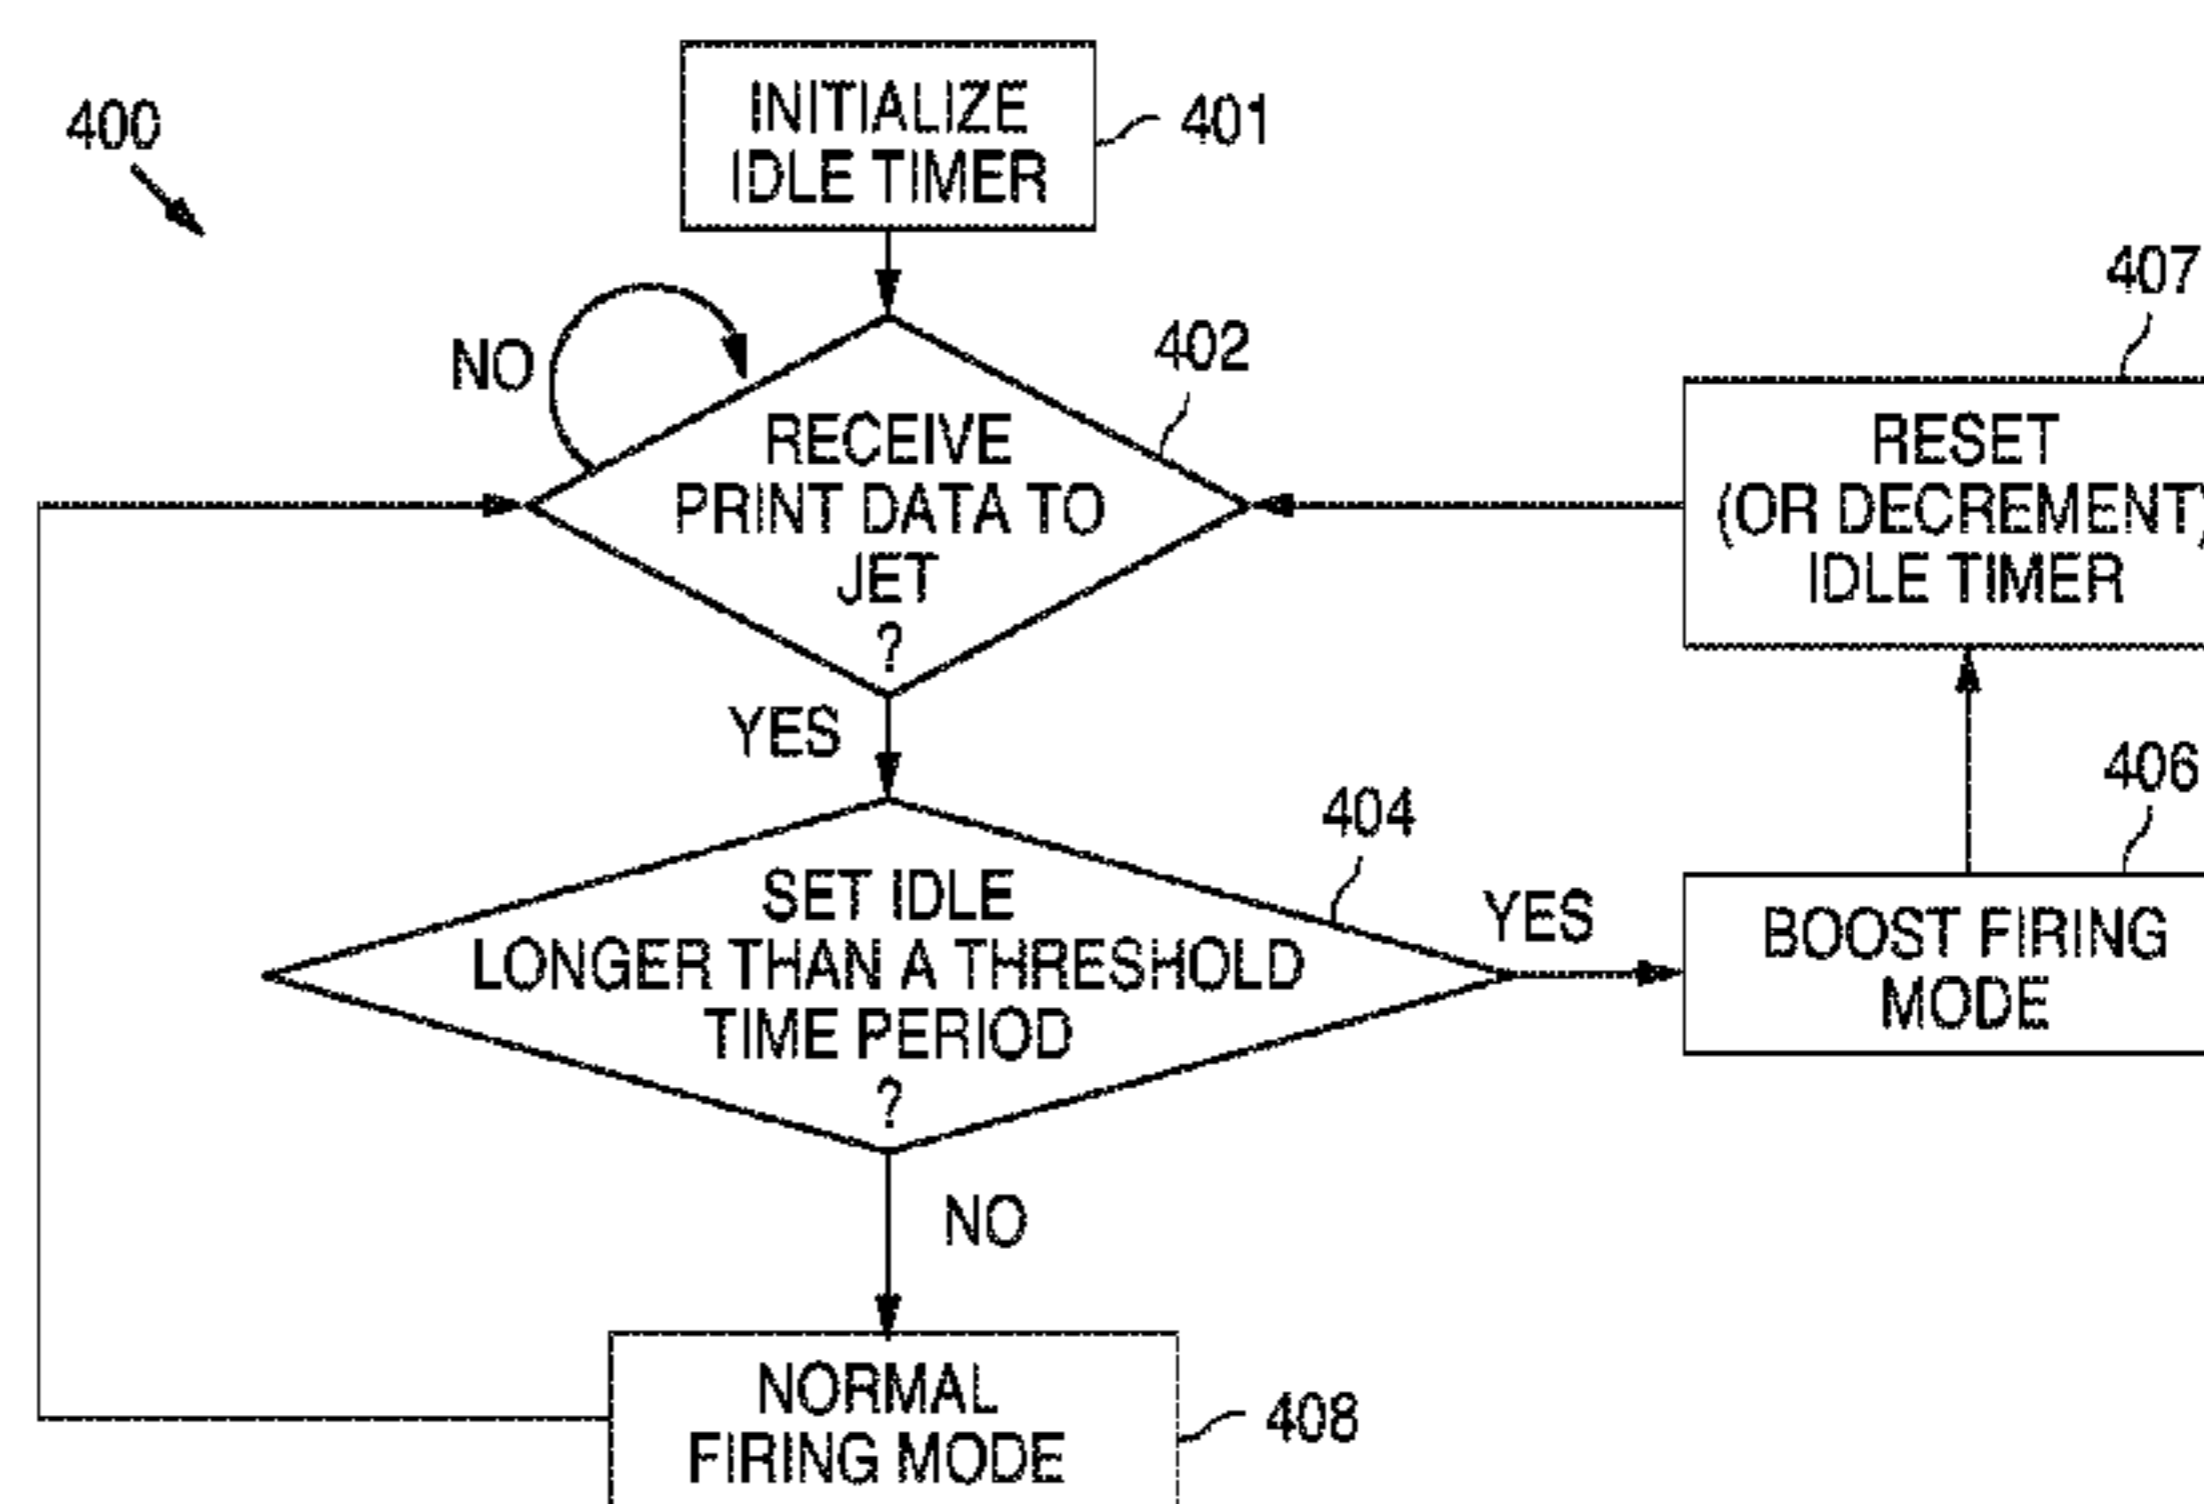 400
INITIALIZE
IDLE TIMER
401
407
NO
402
RECEIVE
PRINT DATA TO
JET
?
RESET
(OR DECREMENT)
IDLE TIMER
YES
406
404
SET IDLE
LONGER THAN A THRESHOLD
TIME PERIOD
?
YES
BOOST FIRING
MODE
NO
NORMAL
FIRING MODE
408